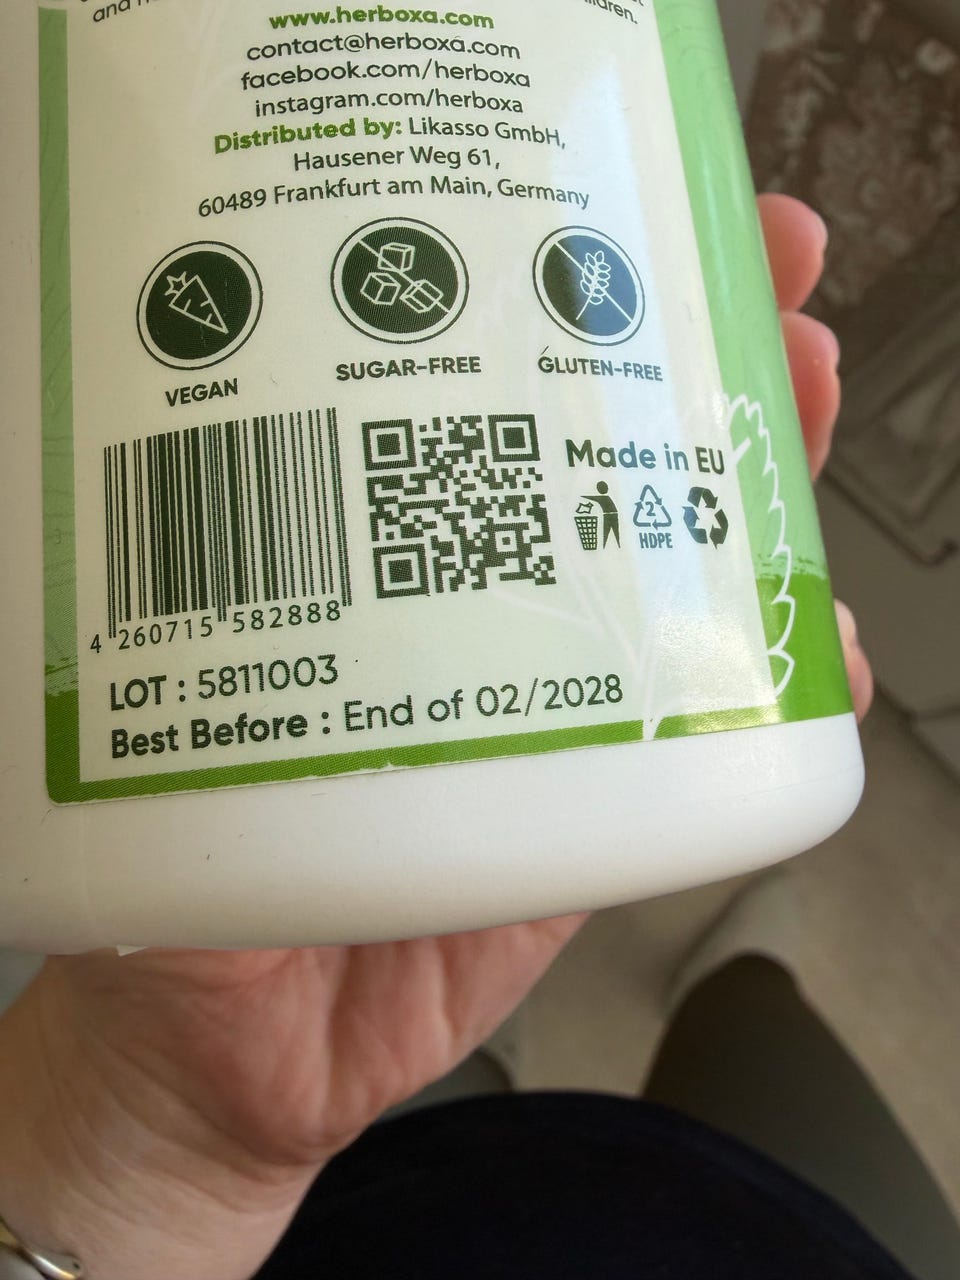 and
www.herboxa.com
contact@herboxa.com
facebook.com/herboxa
instagram.com/herboxa
Distributed by: Likasso GmbH,
Hausener Weg 61,
60489 Frankfurt am Main, Germany
VEGAN
SUGAR-FREE
GLUTEN-FREE
Made in EU
2
HDPE
4 260715 582888
LOT : 5811003
Best Before : End of 02/2028